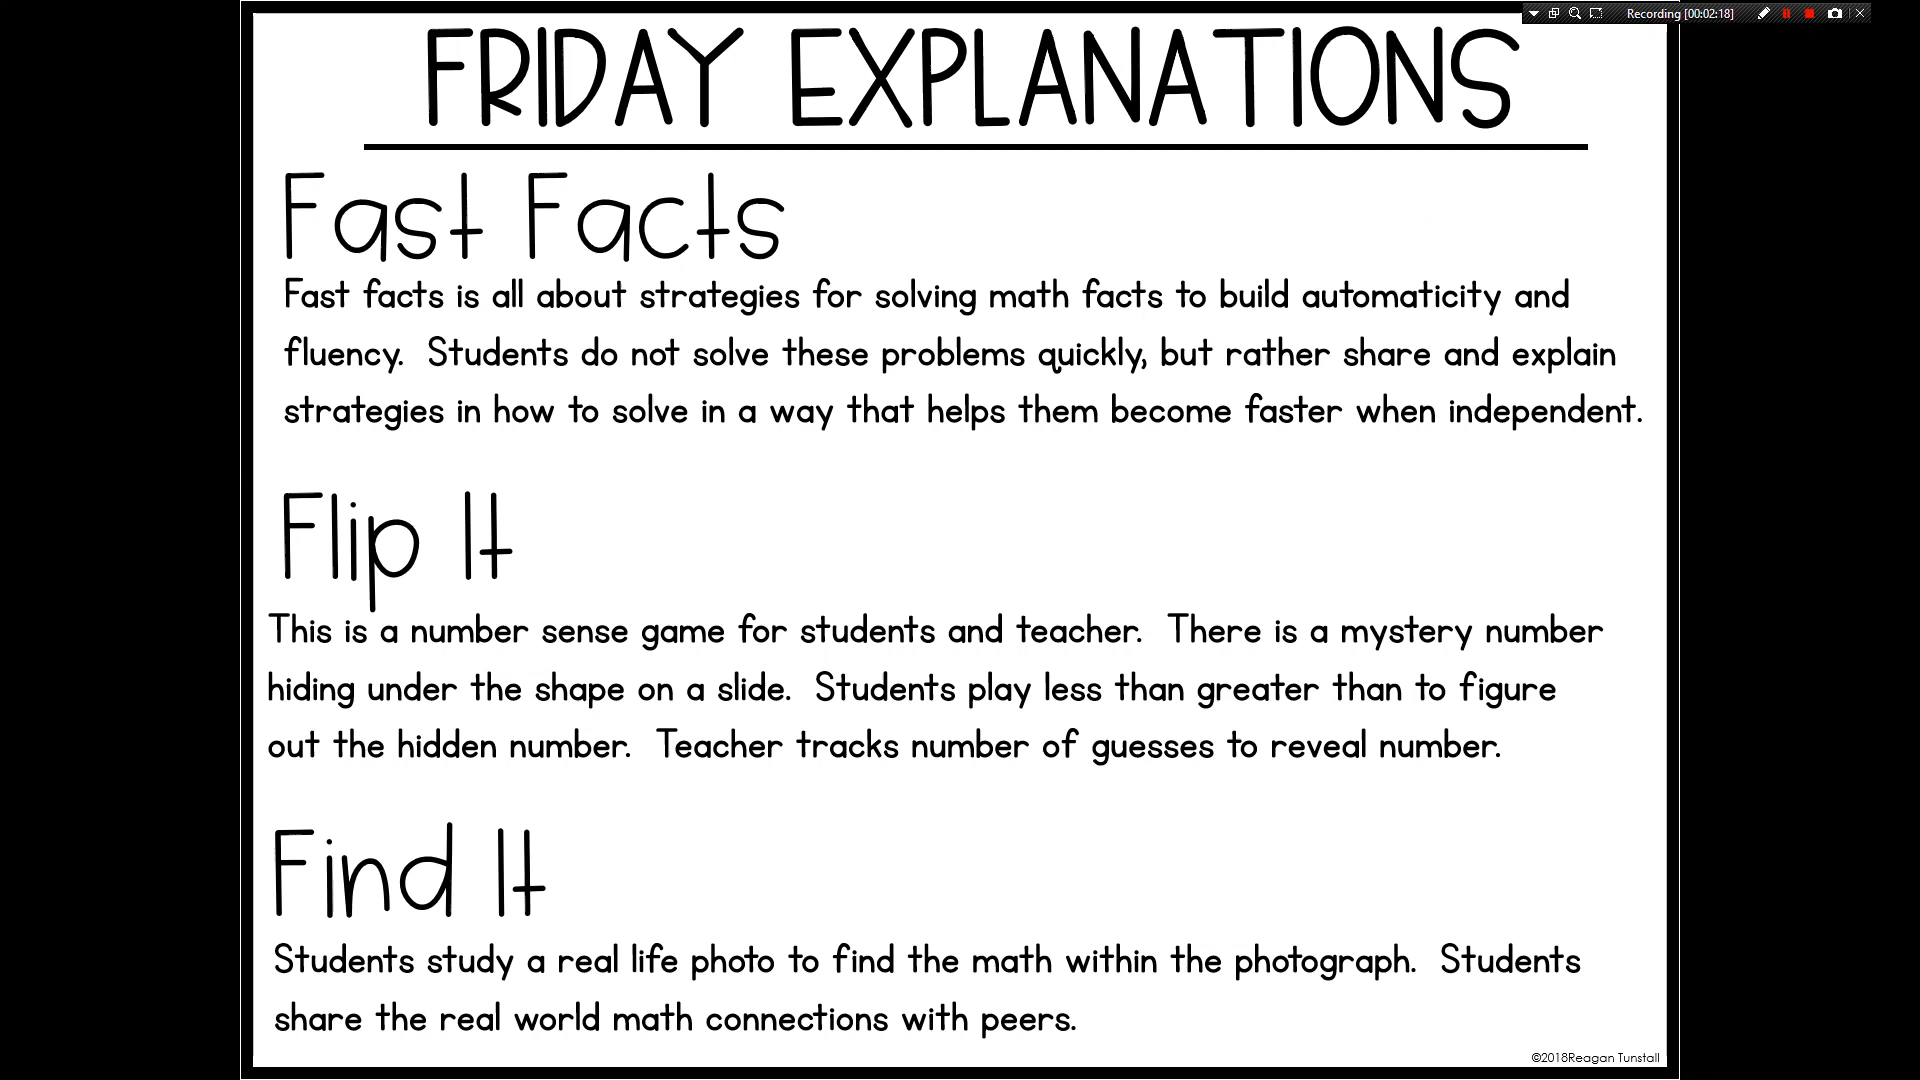 Recording [00:02:18]
FRIDAY EXPLANATIONS
Fast Facts
Fast facts is all about strategies for solving math facts to build automaticity and
fluency.  Students do not solve these problems quickly, but rather share and explain
strategies in how to solve in a way that helps them become faster when independent.
Flip It
This is a number sense game for students and teacher.  There is a mystery number
hiding under the shape on a slide.  Students play less than greater than to figure
out the hidden number.  Teacher tracks number of guesses to reveal number.
Find It
Students study a real life photo to find the math within the photograph.  Students
share the real world math connections with peers.
©2018Reagan Tunstall